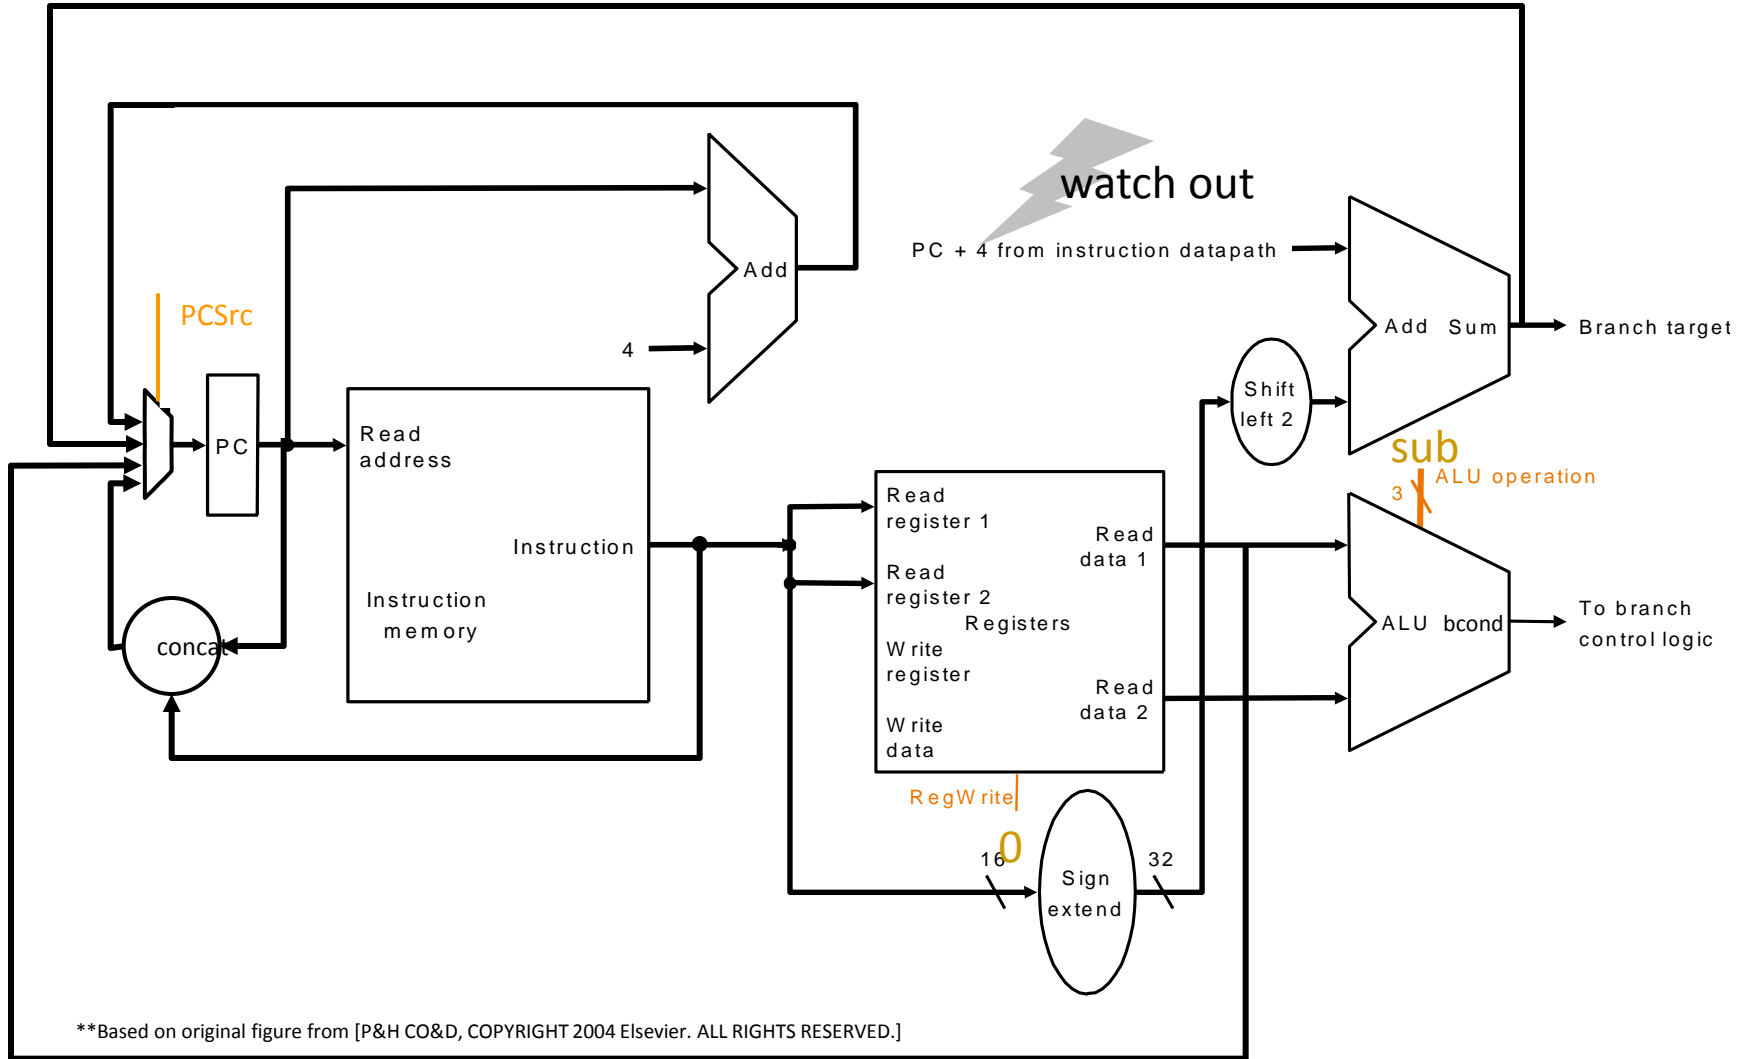 watch out
PC + 4 from instruction datapath
Add
PCSrc
4
Add Sum
Branch target
Shift
left 2
PC
Read
address
sub
ALU operation
3
Read
register 1
Read
data 1
Instruction
Read
register 2
Registers
Instruction
memory
Write
register
ALU bcond
To branch
control logic
concat
Read
data 2
Write
data
RegWrite
0
16
32
Sign
extend
**Based on original figure from [P&H CO&D, COPYRIGHT 2004 Elsevier. ALL RIGHTS RESERVED.]